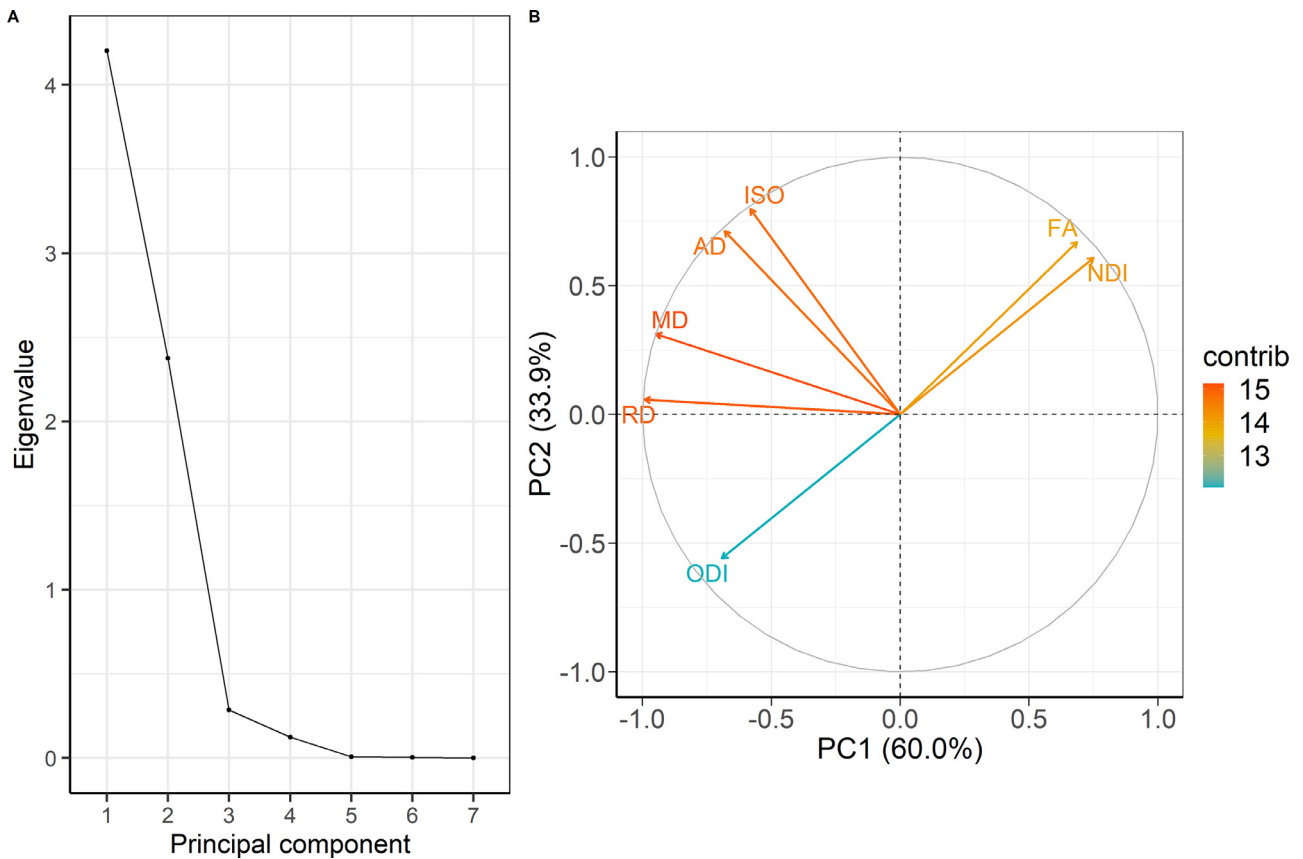 A
Eigenvalue
4
3
2
1
0
1 2 3 4 5 6 7
Principal component
B
PC2 (33.9%)
1.0
0.5
0.0
-0.5
-1.0
ISO
AD
MD
RD
ODI
FA
NDI
-1.0 -0.5 0.0 0.5 1.0
PC1 (60.0%)
contrib
15
14
13